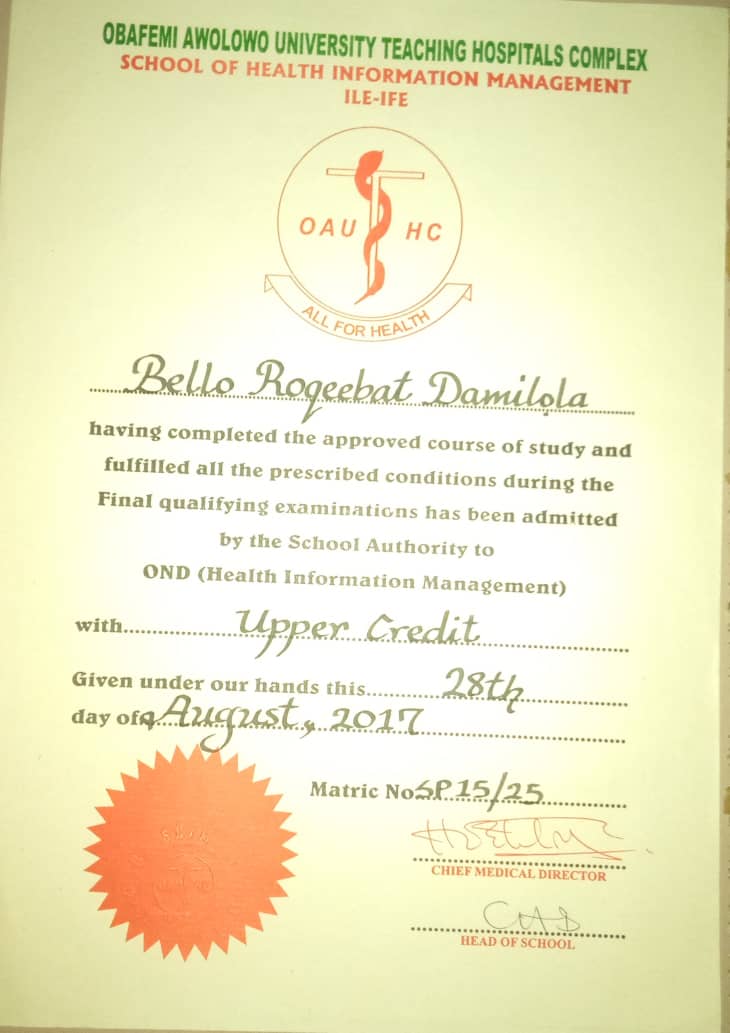 OBAFEMI AWOLOWO UNIVERSITY TEACHING HOSPITALS COMPLEX
SCHOOL OF HEALTH INFORMATION MANAGEMENT
ILE-IFE
OAU HC
ALL FOR HEALTH
Bello Roqeebat Damilola
having completed the approved course of study and
fulfilled all the prescribed conditions during the
Final qualifying examinations has been admitted
by the School Authority to
OND (Health Information Management)
with Upper Credit
Given under our hands this 28th
day of August, 2017
Matric No SP15/25
CHIEF MEDICAL DIRECTOR
HEAD OF SCHOOL